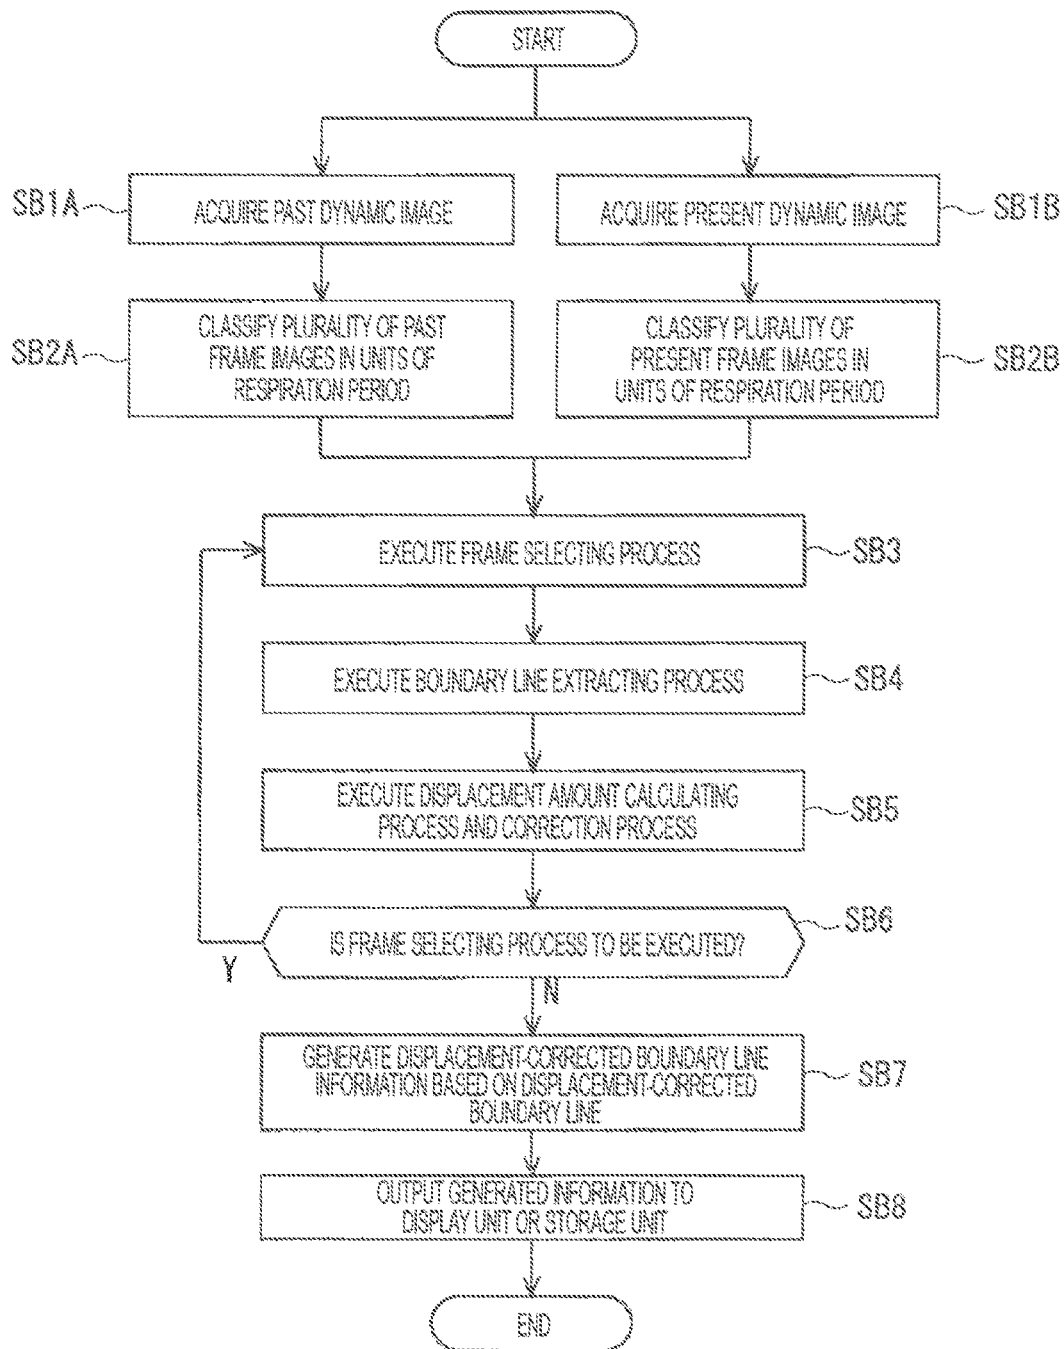 START
SB1A
ACQUIRE PAST DYNAMIC IMAGE
ACQUIRE PRESENT DYNAMIC IMAGE
SB1B
SB2A
CLASSIFY PLURALITY OF PAST
FRAME IMAGES IN UNITS OF
RESPIRATION PERIOD
CLASSIFY PLURALITY OF
PRESENT FRAME IMAGES IN
UNITS OF RESPIRATION PERIOD
SB2B
EXECUTE FRAME SELECTING PROCESS
SB3
EXECUTE BOUNDARY LINE EXTRACTING PROCESS
SB4
EXECUTE DISPLACEMENT AMOUNT CALCULATING
PROCESS AND CORRECTION PROCESS
SB5
IS FRAME SELECTING PROCESS TO BE EXECUTED?
SB6
Y
N
GENERATE DISPLACEMENT-CORRECTED BOUNDARY LINE
INFORMATION BASED ON DISPLACEMENT-CORRECTED
BOUNDARY LINE
SB7
OUTPUT GENERATED INFORMATION TO
DISPLAY UNIT OR STORAGE UNIT
SB8
END